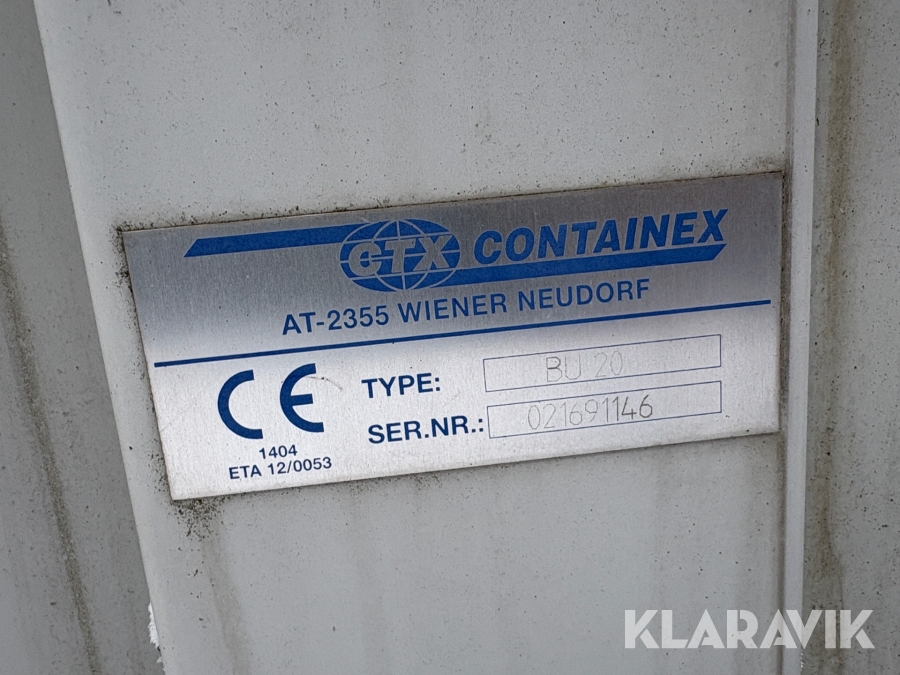 CTX CONTAINEX
AT-2355 WIENER NEUDORF
CE
TYPE: BU 20
SER.NR.: 021691146
1404
ETA 12/0053
KLARAVIK